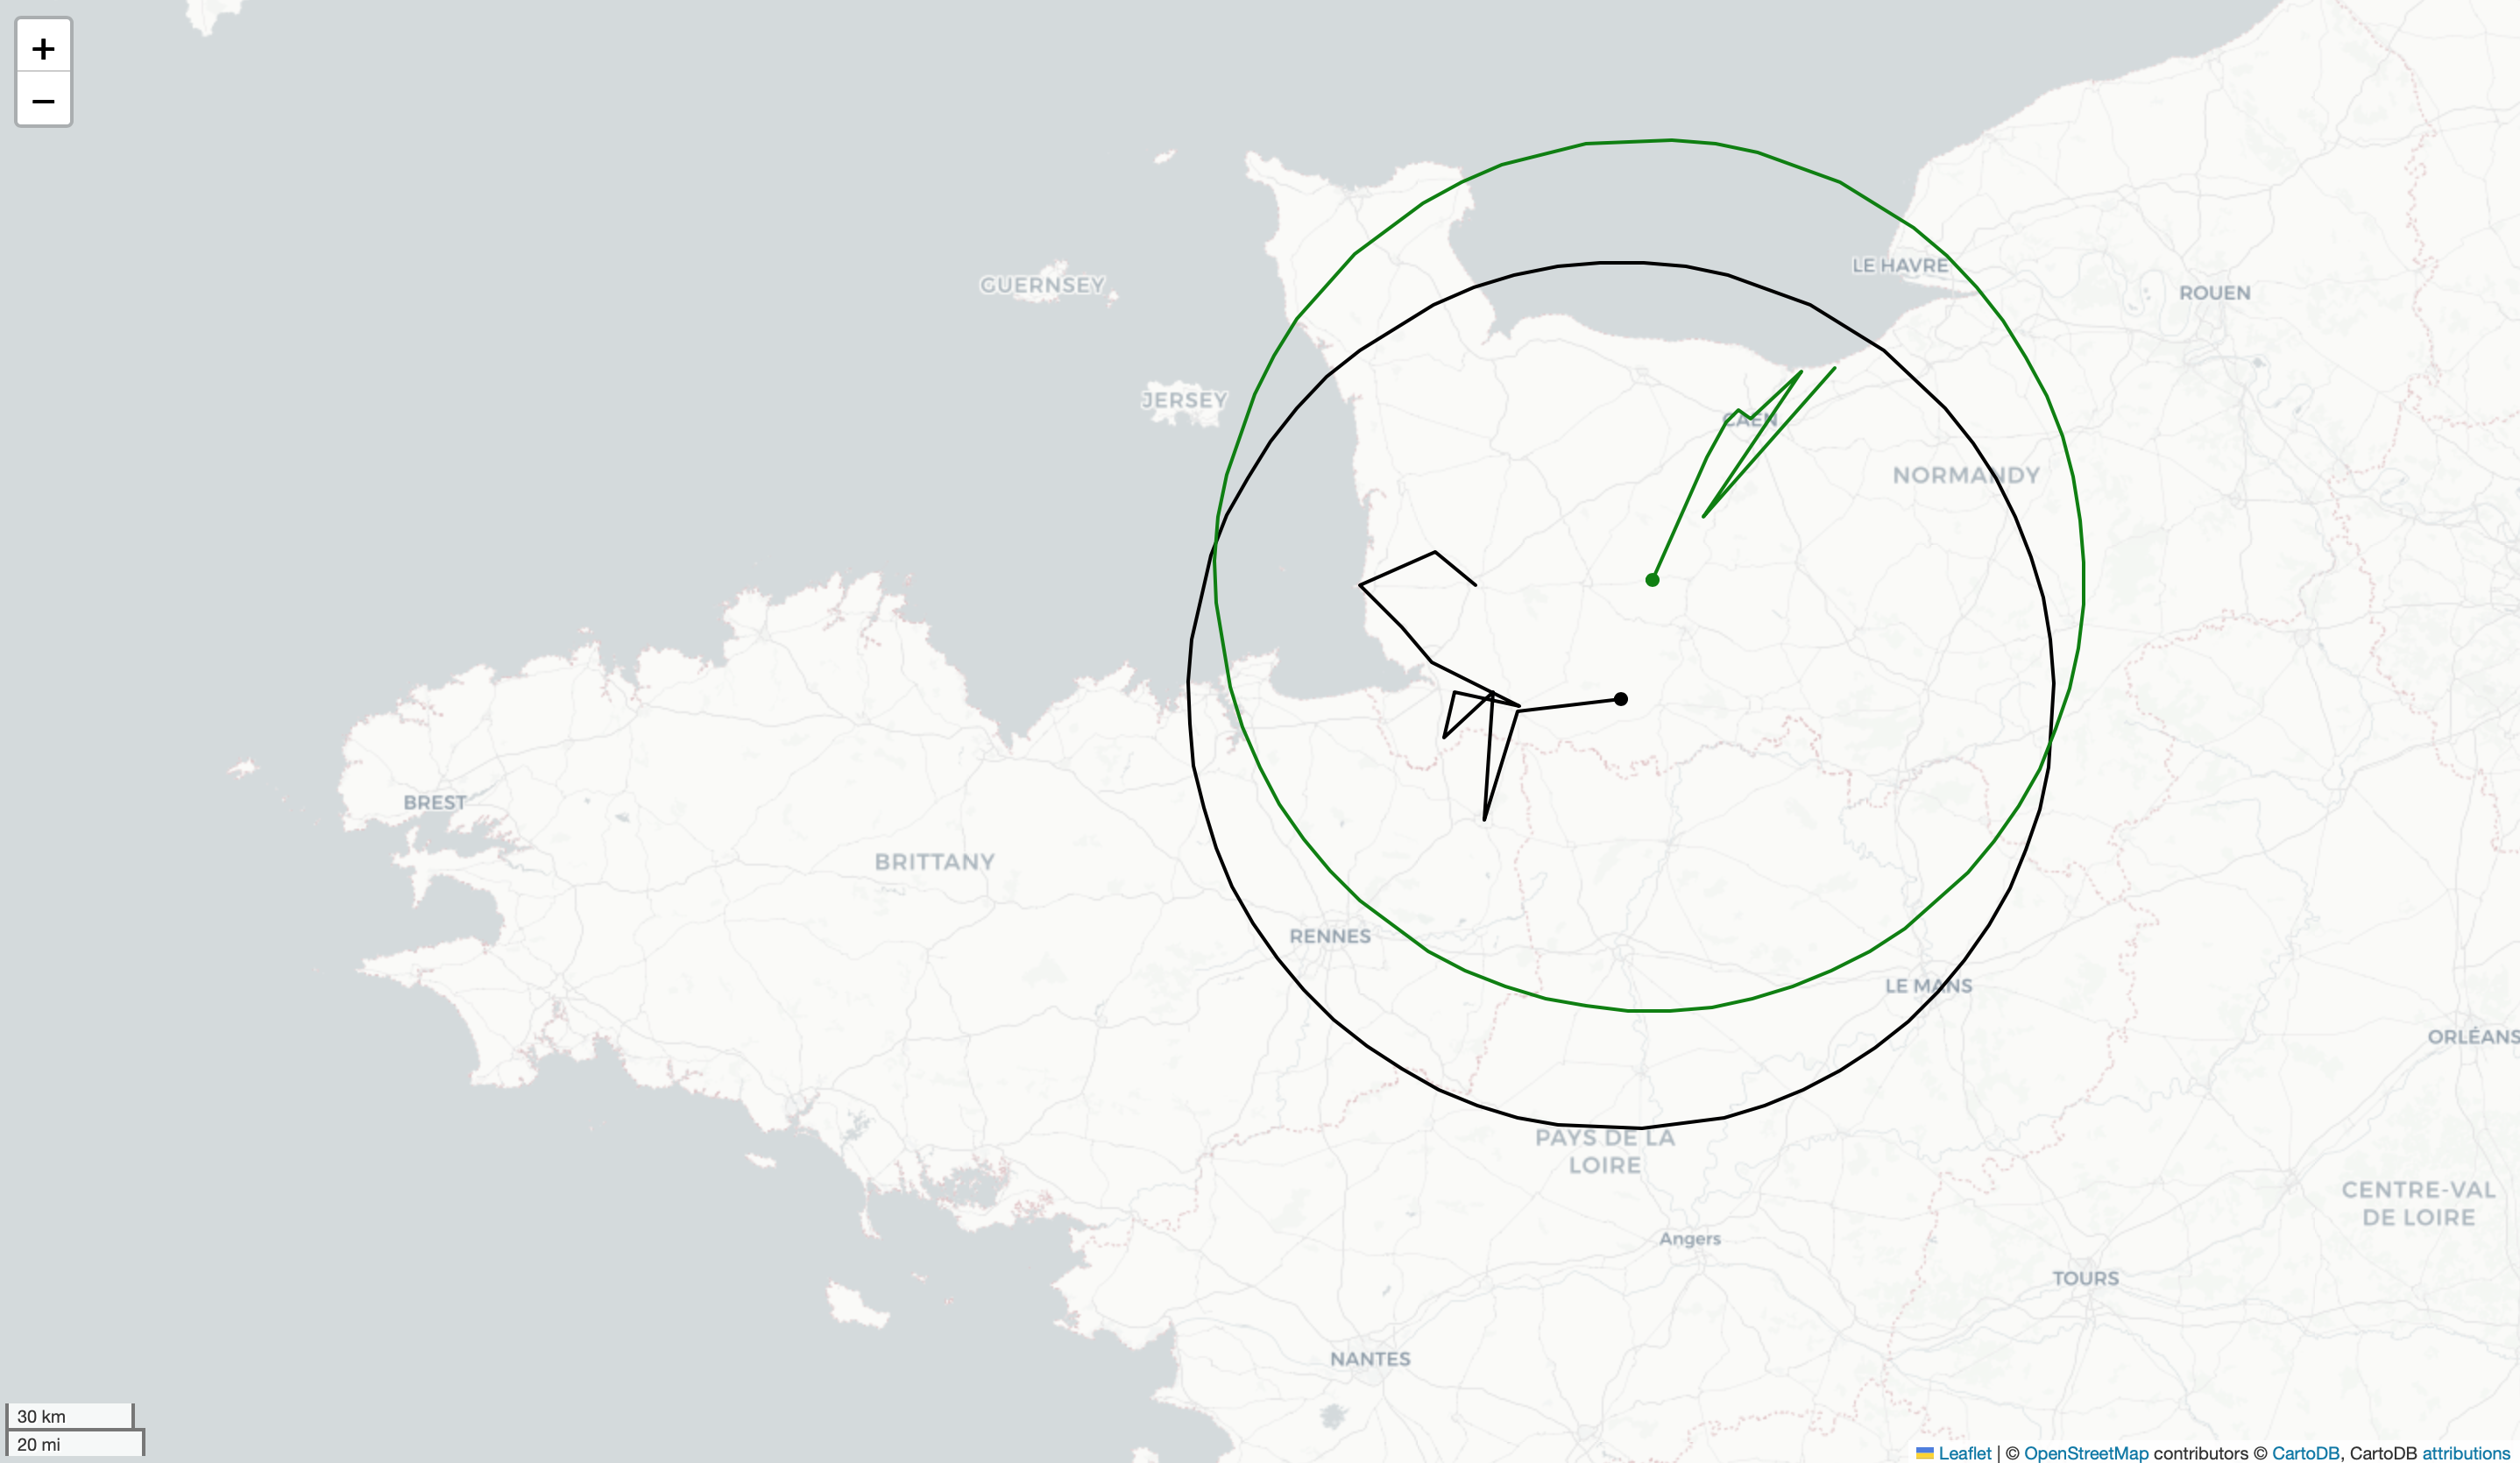 +
−
GUERNSEY
LE HAVRE
ROUEN
JERSEY
CAEN
NORMANDY
BREST
BRITTANY
RENNES
LE MANS
ORLÉANS
PAYS DE LA
LOIRE
CENTRE-VAL
DE LOIRE
Angers
TOURS
NANTES
30 km
20 mi
Leaflet | © OpenStreetMap contributors © CartoDB, CartoDB attributions